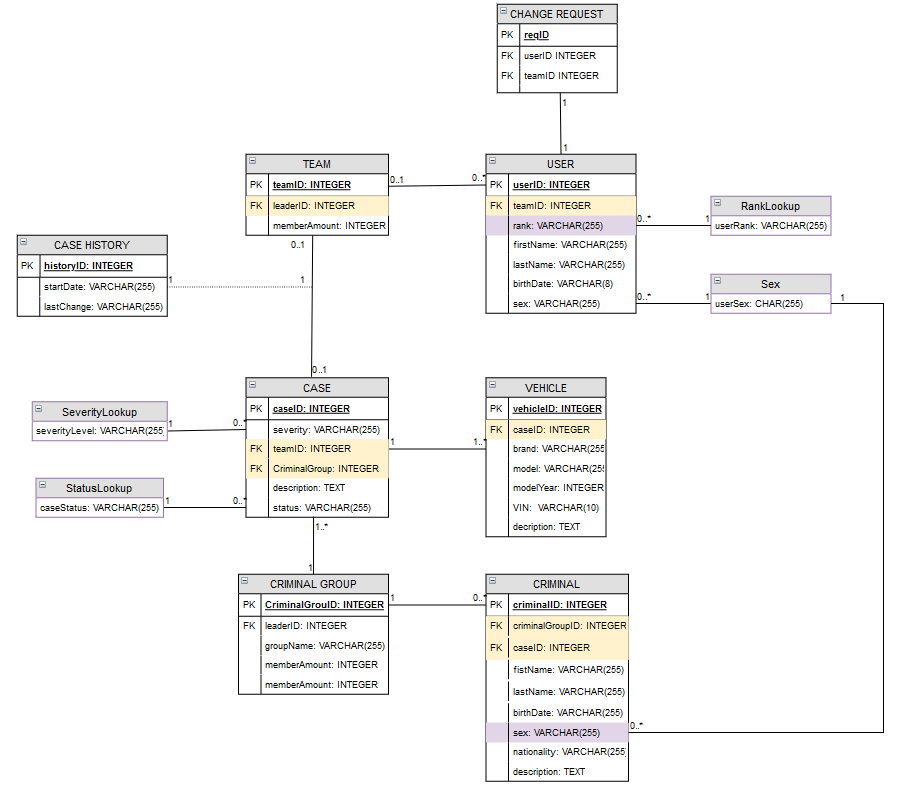 CHANGE REQUEST
PK reqID
FK userID INTEGER
FK teamID INTEGER
1
1
TEAM
PK teamID: INTEGER
FK leaderID: INTEGER
memberAmount: INTEGER
0..1
0..*
0..1
USER
PK userID: INTEGER
FK teamID: INTEGER
rank: VARCHAR(255)
firstName: VARCHAR(255)
lastName: VARCHAR(255)
birthDate: VARCHAR(8)
sex: VARCHAR(255)
0..*
1
RankLookup
userRank: VARCHAR(255)
0..*
1
Sex
userSex: CHAR(255)
1
CASE HISTORY
PK historyID: INTEGER
startDate: VARCHAR(255)
lastChange: VARCHAR(255)
1
1
0..1
CASE
PK caseID: INTEGER
severity: VARCHAR(255)
FK teamID: INTEGER
FK CriminalGroup: INTEGER
description: TEXT
status: VARCHAR(255)
SeverityLookup
severityLevel: VARCHAR(255
1
0..*
StatusLookup
caseStatus: VARCHAR(255)
1
0..*
1
1..*
VEHICLE
PK vehicleID: INTEGER
FK caseID: INTEGER
brand: VARCHAR(255
model: VARCHAR(255
modelYear: INTEGER
VIN: VARCHAR(10)
decription: TEXT
1..*
1
CRIMINAL GROUP
PK CriminalGrouID: INTEGER
FK leaderID: INTEGER
groupName: VARCHAR(255)
memberAmount: INTEGER
memberAmount: INTEGER
1
0..*
CRIMINAL
PK criminalID: INTEGER
FK criminalGroupID: INTEGER
FK caseID: INTEGER
fistName: VARCHAR(255)
lastName: VARCHAR(255)
birthDate: VARCHAR(255)
sex: VARCHAR(255)
nationality: VARCHAR(255
description: TEXT
0..*